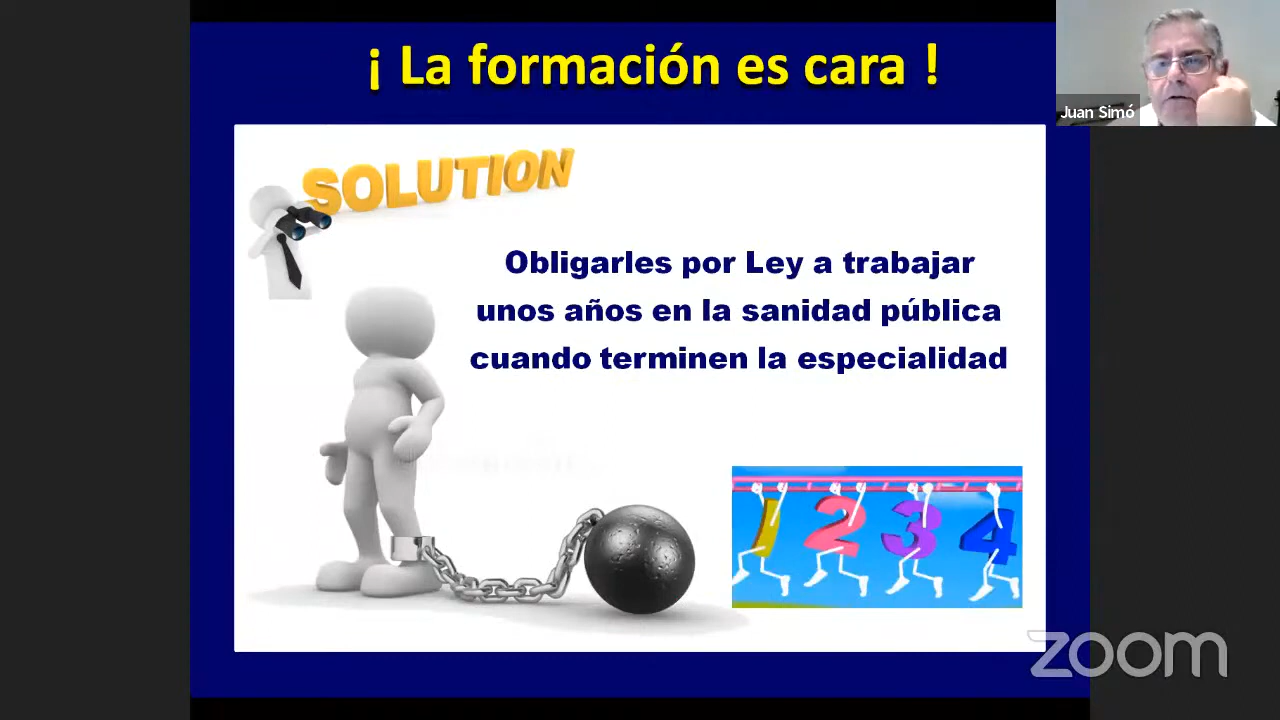 ¡ La formación es cara !
Juan Simó
SOLUTION
Obligarles por Ley a trabajar
unos años en la sanidad pública
cuando terminen la especialidad
1 2 3 4
zoom